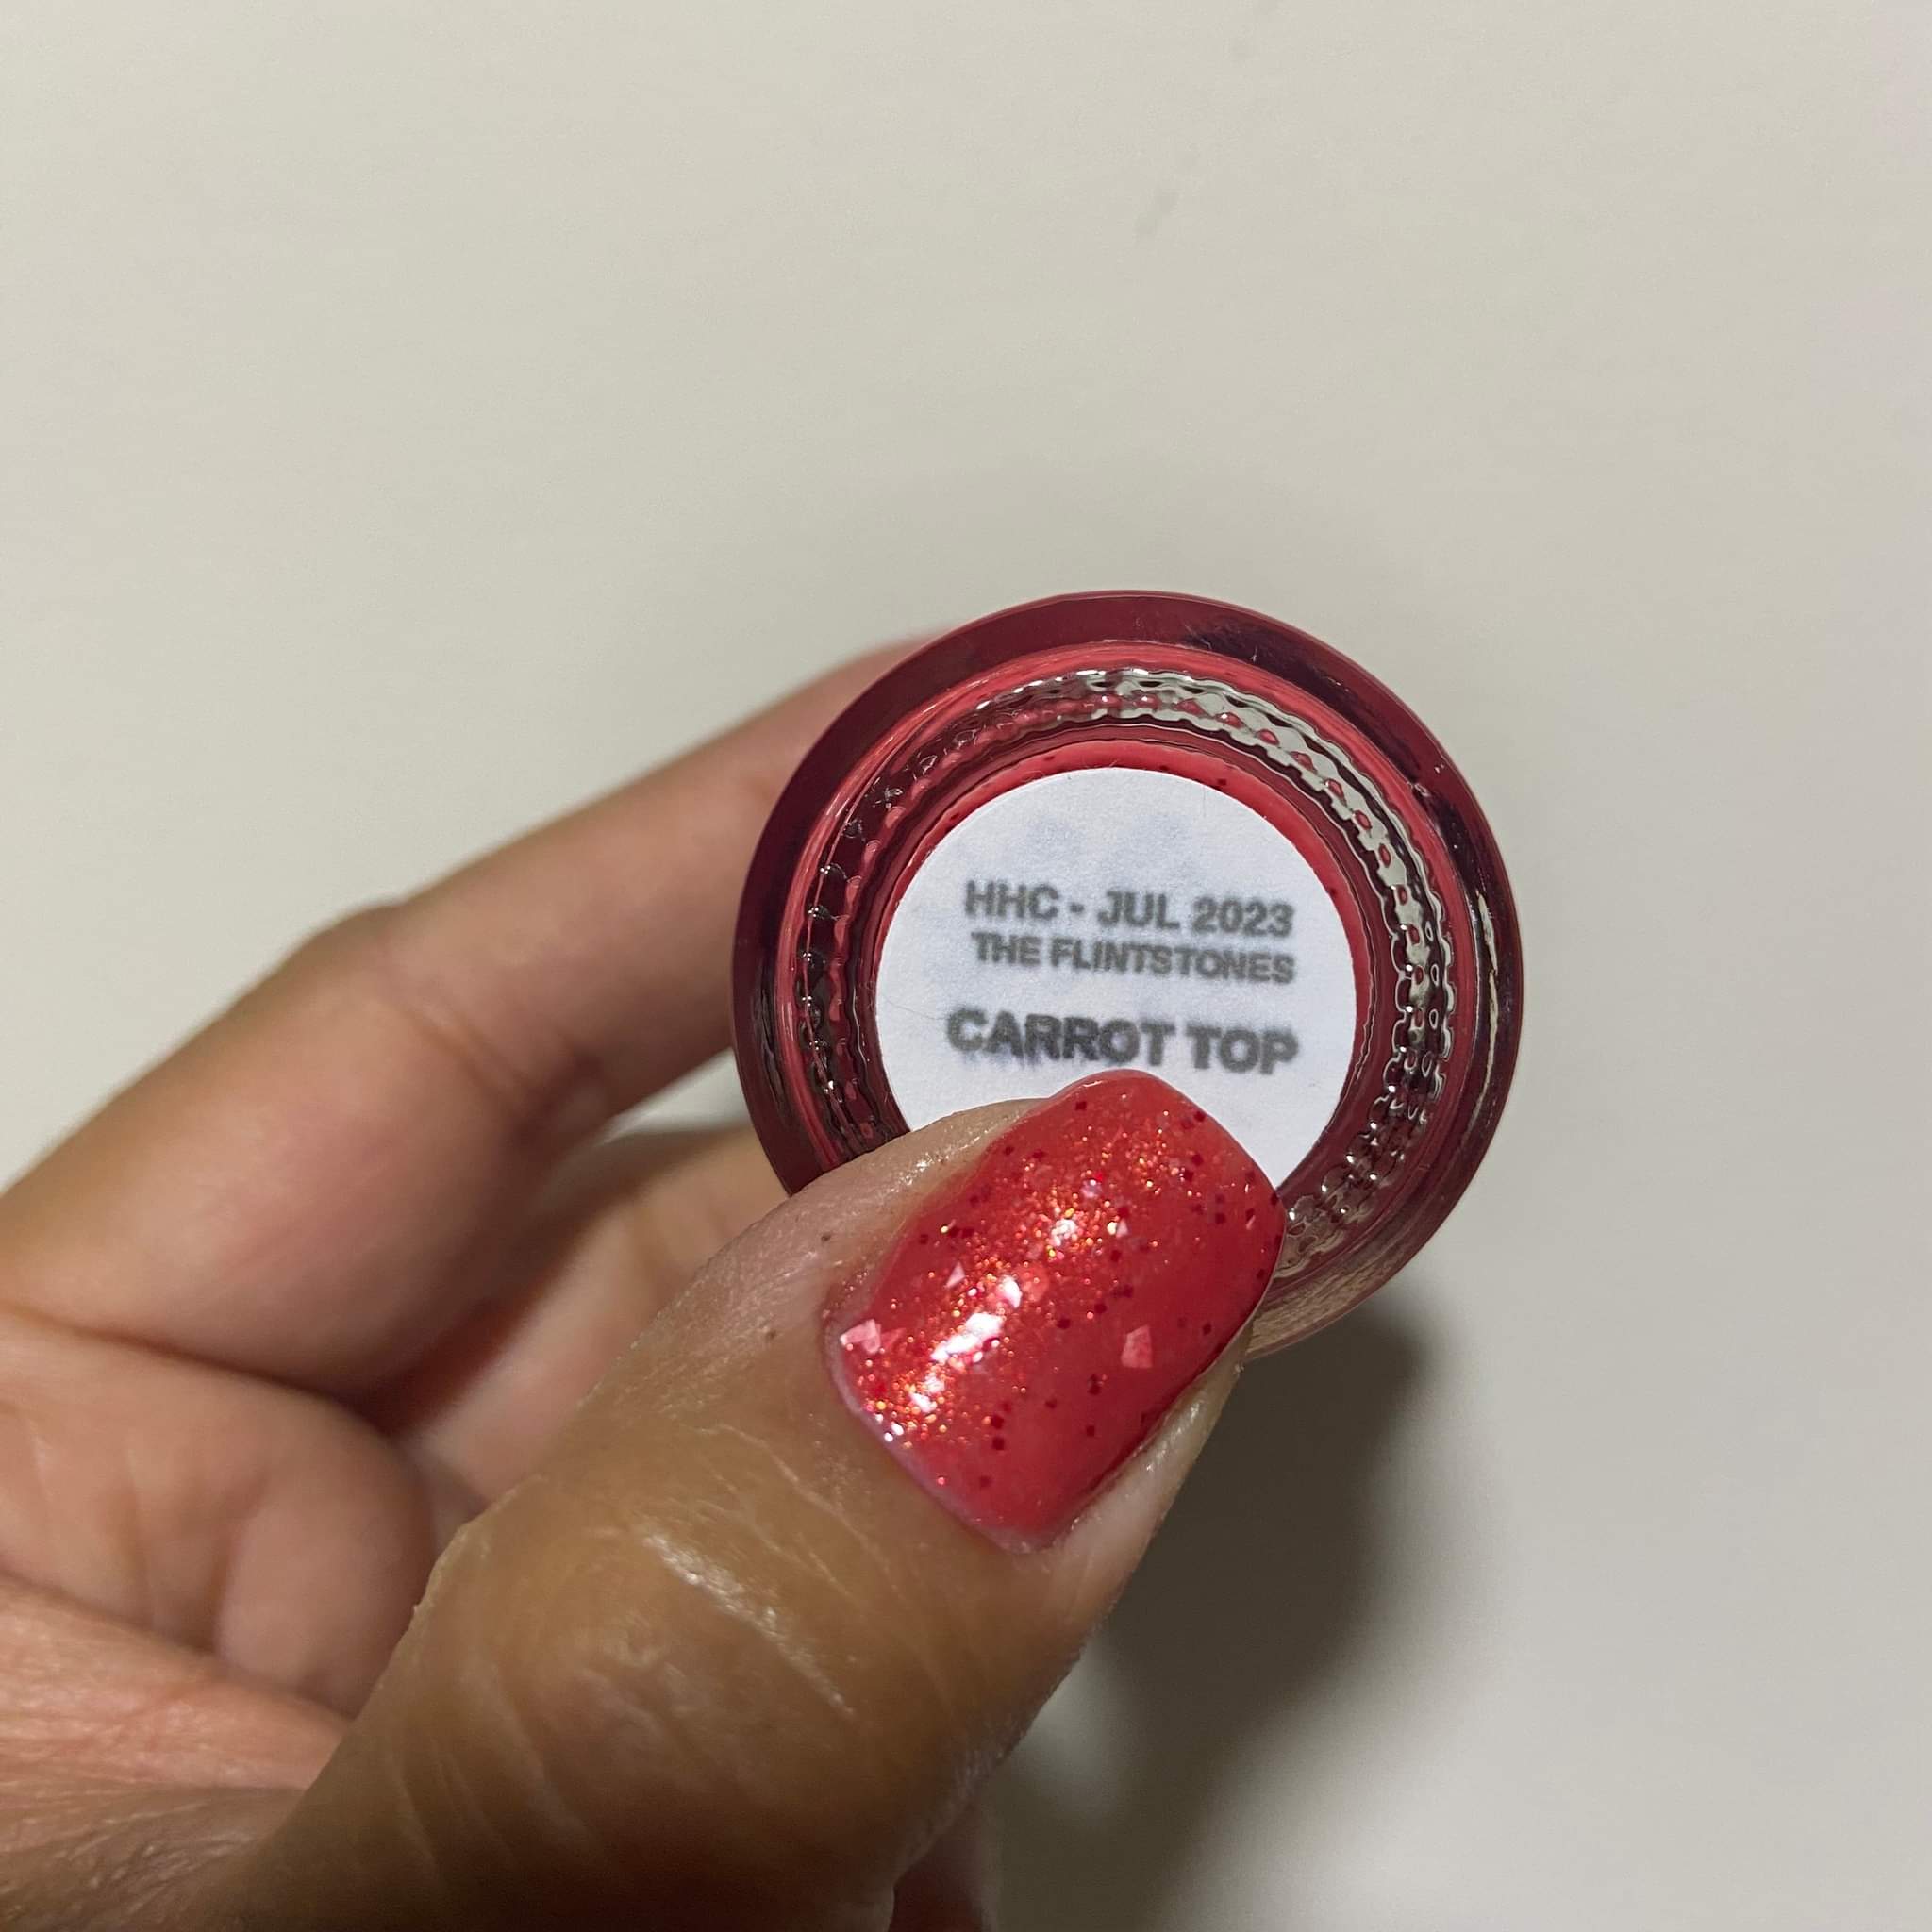 HHC - JUL 2023
THE FLINTSTONES
CARROT TOP